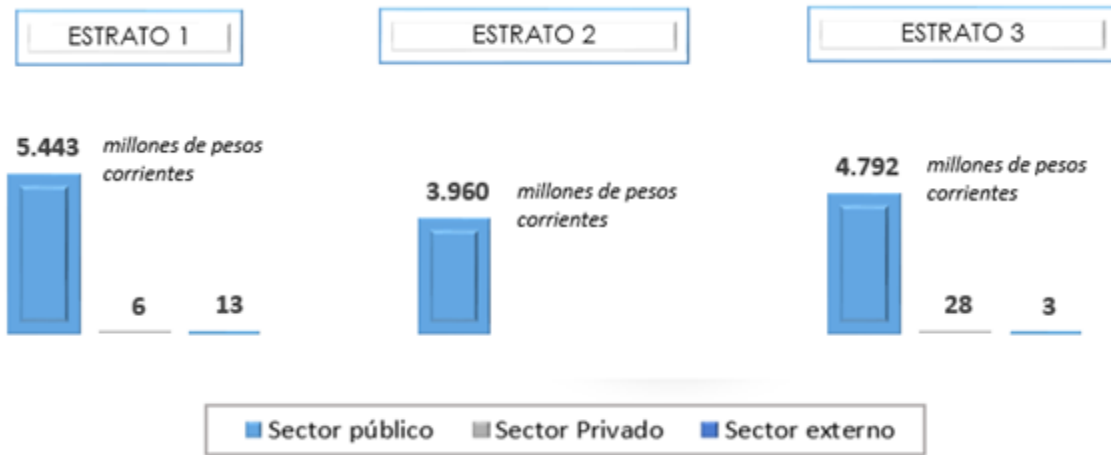 ESTRATO 1
ESTRATO 2
ESTRATO 3
5.443
millones de pesos
corrientes
6
13
3.960
millones de pesos
corrientes
4.792
millones de pesos
corrientes
28
3
Sector público
Sector Privado
Sector externo